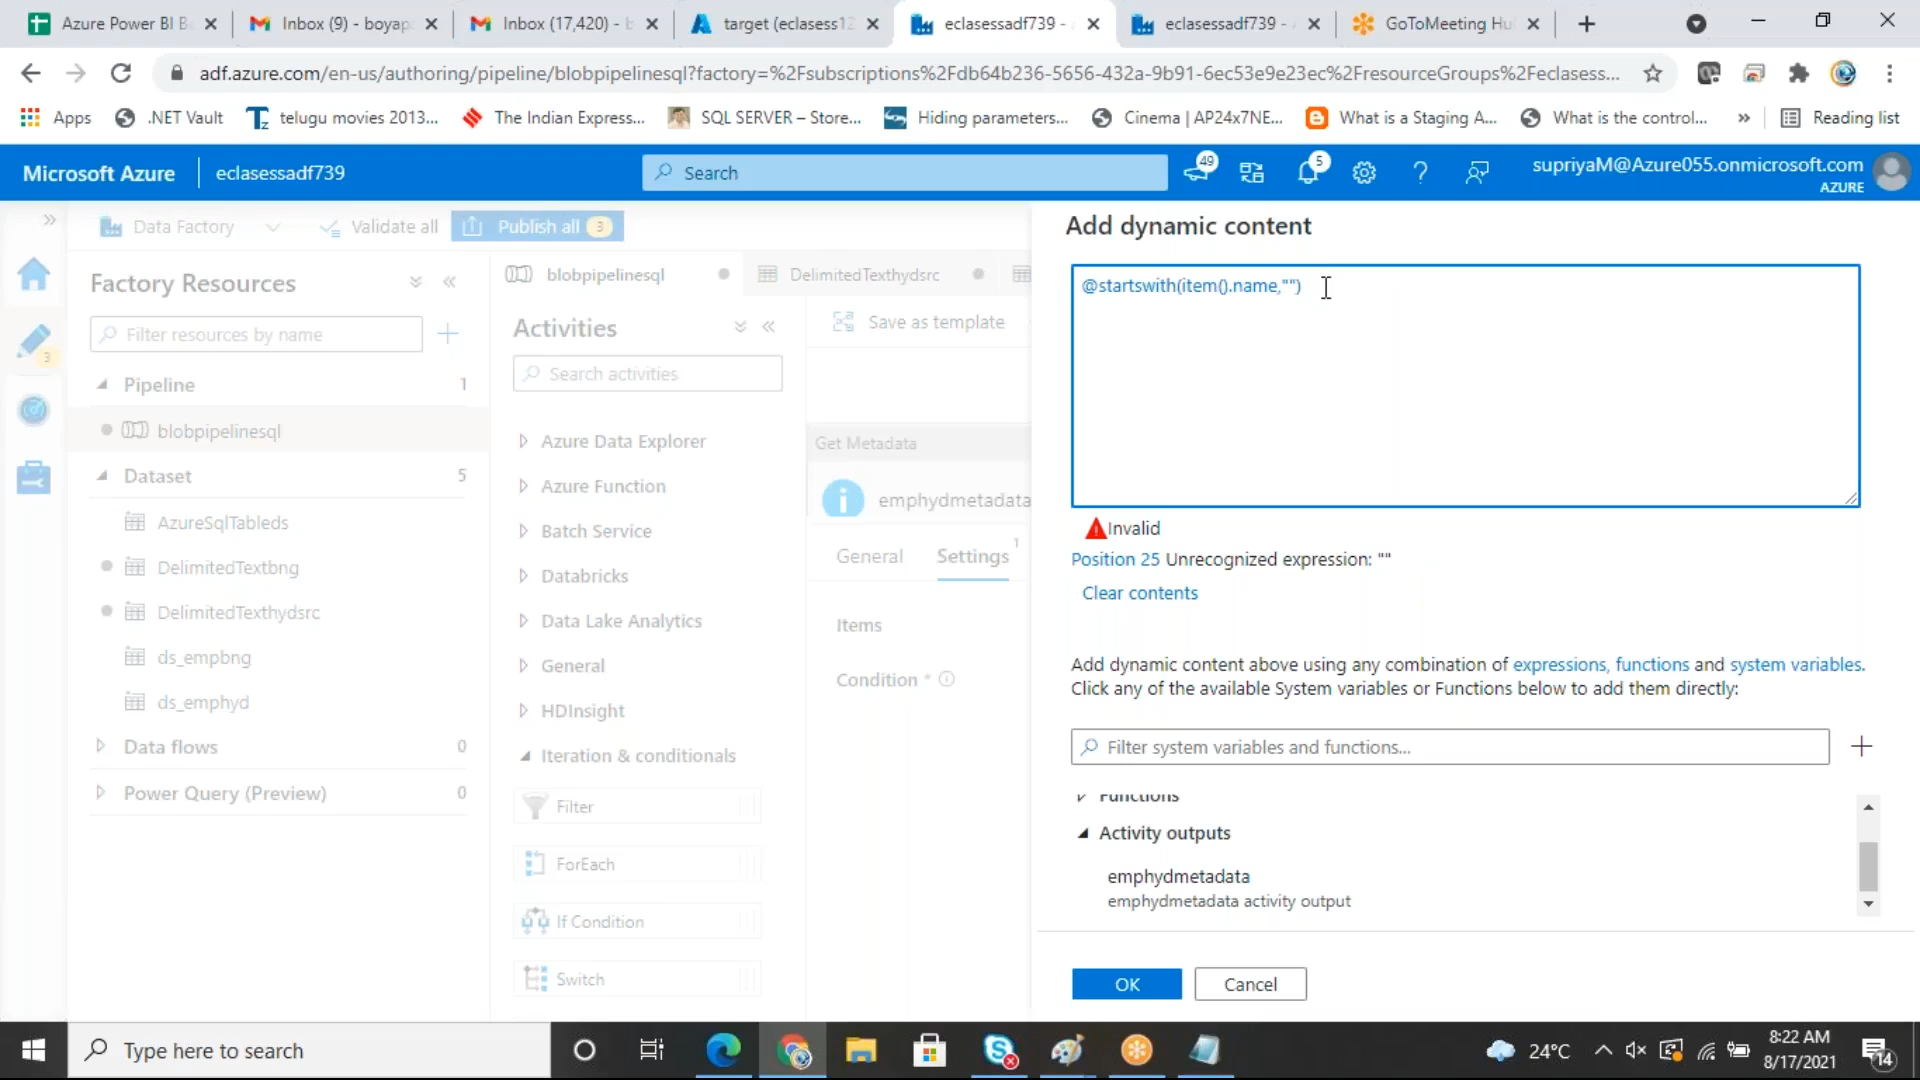 Azure Power BI B
Inbox (9) - boyap
Inbox (17,420) - b
target (eclasess12
eclasessadf739 -
eclasessadf739 -
GoToMeeting Hu
adf.azure.com/en-us/authoring/pipeline/blobpipelinesql?factory=%2Fsubscriptions%2Fdb64b236-5656-432a-9b91-6ec53e9e23ec%2FresourceGroups%2Feclasess...
Apps
.NET Vault
telugu movies 2013...
The Indian Express...
SQL SERVER – Store...
Hiding parameters...
Cinema | AP24x7NE...
What is a Staging A...
What is the control...
»
Reading list
Microsoft Azure
eclasessadf739
Search
49
5
supriyaM@Azure055.onmicrosoft.com
AZURE
Data Factory
Validate all
Publish all 3
Factory Resources
Filter resources by name
3
Pipeline 1
blobpipelinesql
Dataset 5
AzureSqlTableds
DelimitedTextbng
DelimitedTexthydsrc
ds_empbng
ds_emphyd
Data flows 0
Power Query (Preview) 0
blobpipelinesql
DelimitedTexthydsrc
Activities
Search activities
Azure Data Explorer
Azure Function
Batch Service
Databricks
Data Lake Analytics
General
HDInsight
Iteration & conditionals
Filter
ForEach
If Condition
Switch
Save as template
Get Metadata
emphydmetadata
General
Settings 1
Items
Condition *
Add dynamic content
@startswith(item().name,"")
Invalid
Position 25 Unrecognized expression: ""
Clear contents
Add dynamic content above using any combination of expressions, functions and system variables.
Click any of the available System variables or Functions below to add them directly:
Filter system variables and functions...
Functions
Activity outputs
emphydmetadata
emphydmetadata activity output
OK
Cancel
Type here to search
24°C
8:22 AM
8/17/2021
14